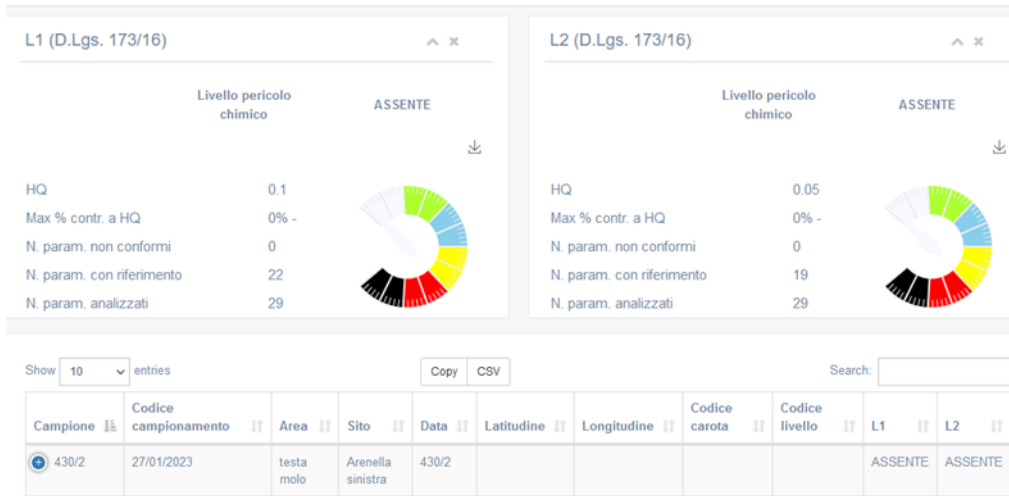 L1 (D.Lgs. 173/16)
Livello pericolo
chimico
ASSENTE
HQ 0.1
Max % contr. a HQ 0% -
N. param. non conformi 0
N. param. con riferimento 22
N. param. analizzati 29
L2 (D.Lgs. 173/16)
Livello pericolo
chimico
ASSENTE
HQ 0.05
Max % contr. a HQ 0% -
N. param. non conformi 0
N. param. con riferimento 19
N. param. analizzati 29
Show 10 entries Copy CSV Search:
Campione Codice campionamento Area Sito Data Latitudine Longitudine Codice carota Codice livello L1 L2
430/2 27/01/2023 testa molo Arenella sinistra 430/2 ASSENTE ASSENTE